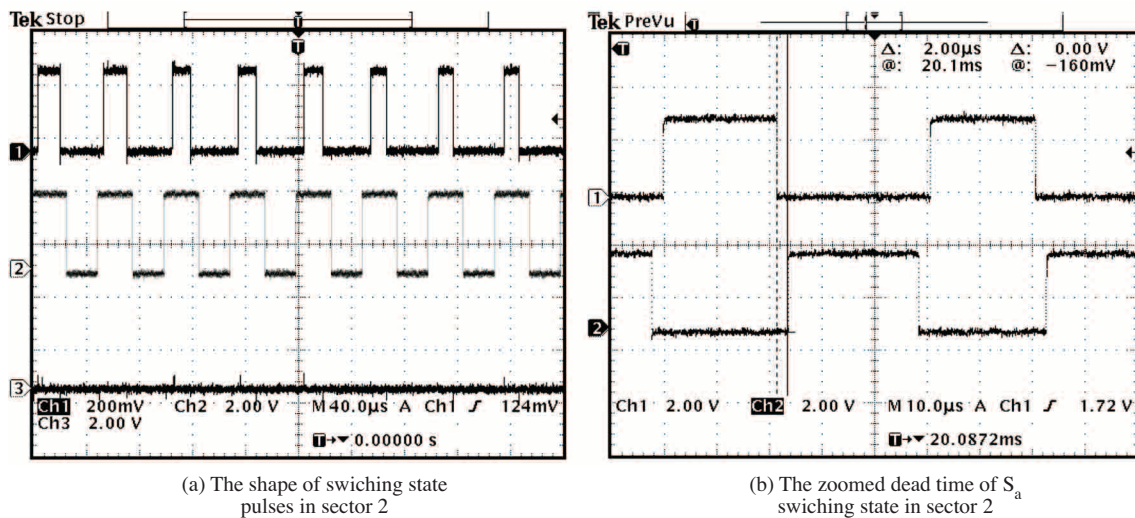 Tek Stop
T
T
1
2
3
Ch1 200mV Ch2 2.00 V M 40.0µs A Ch1 ƒ 124mV
Ch3 2.00 V
T→▼ 0.00000 s
(a) The shape of swiching state
pulses in sector 2
Tek PreVu
T
T
Δ: 2.00µs Δ: 0.00 V
@: 20.1ms @: −160mV
1
2
Ch1 2.00 V Ch2 2.00 V M 10.0µs A Ch1 ƒ 1.72 V
T→▼ 20.0872ms
(b) The zoomed dead time of Sa
swiching state in sector 2